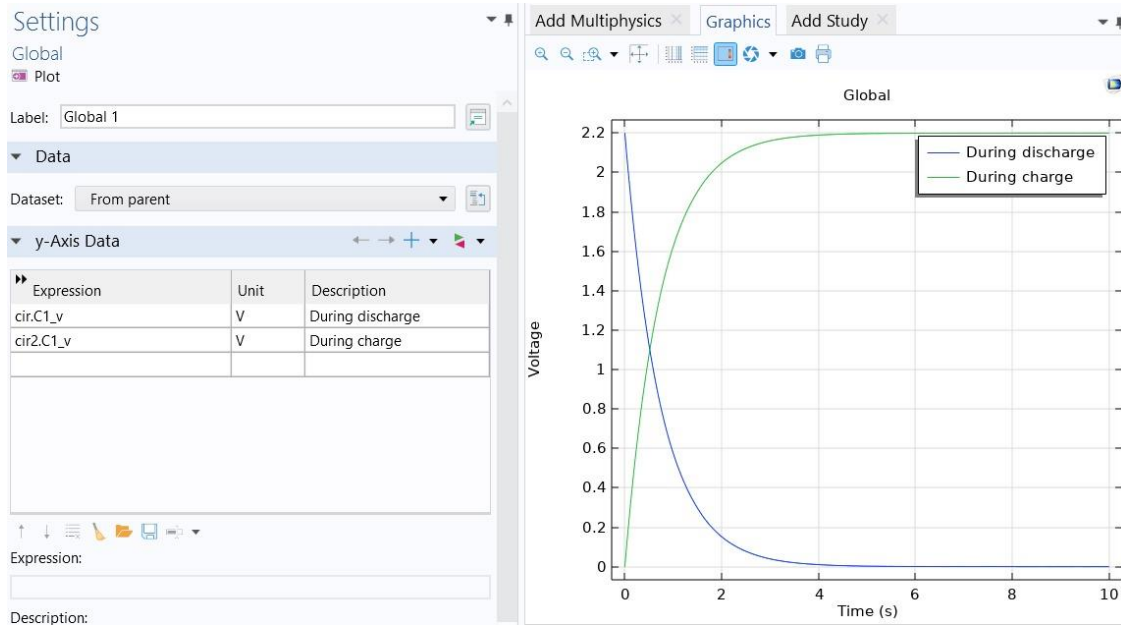 Settings
Global
Plot
Label: Global 1
Data
Dataset: From parent
y-Axis Data
Expression Unit Description
cir.C1_v V During discharge
cir2.C1_v V During charge
Expression:
Description:
Add Multiphysics Graphics Add Study
Global
During discharge
During charge
2.2
2
1.8
1.6
1.4
1.2
1
0.8
0.6
0.4
0.2
0
Voltage
0 2 4 6 8 10
Time (s)